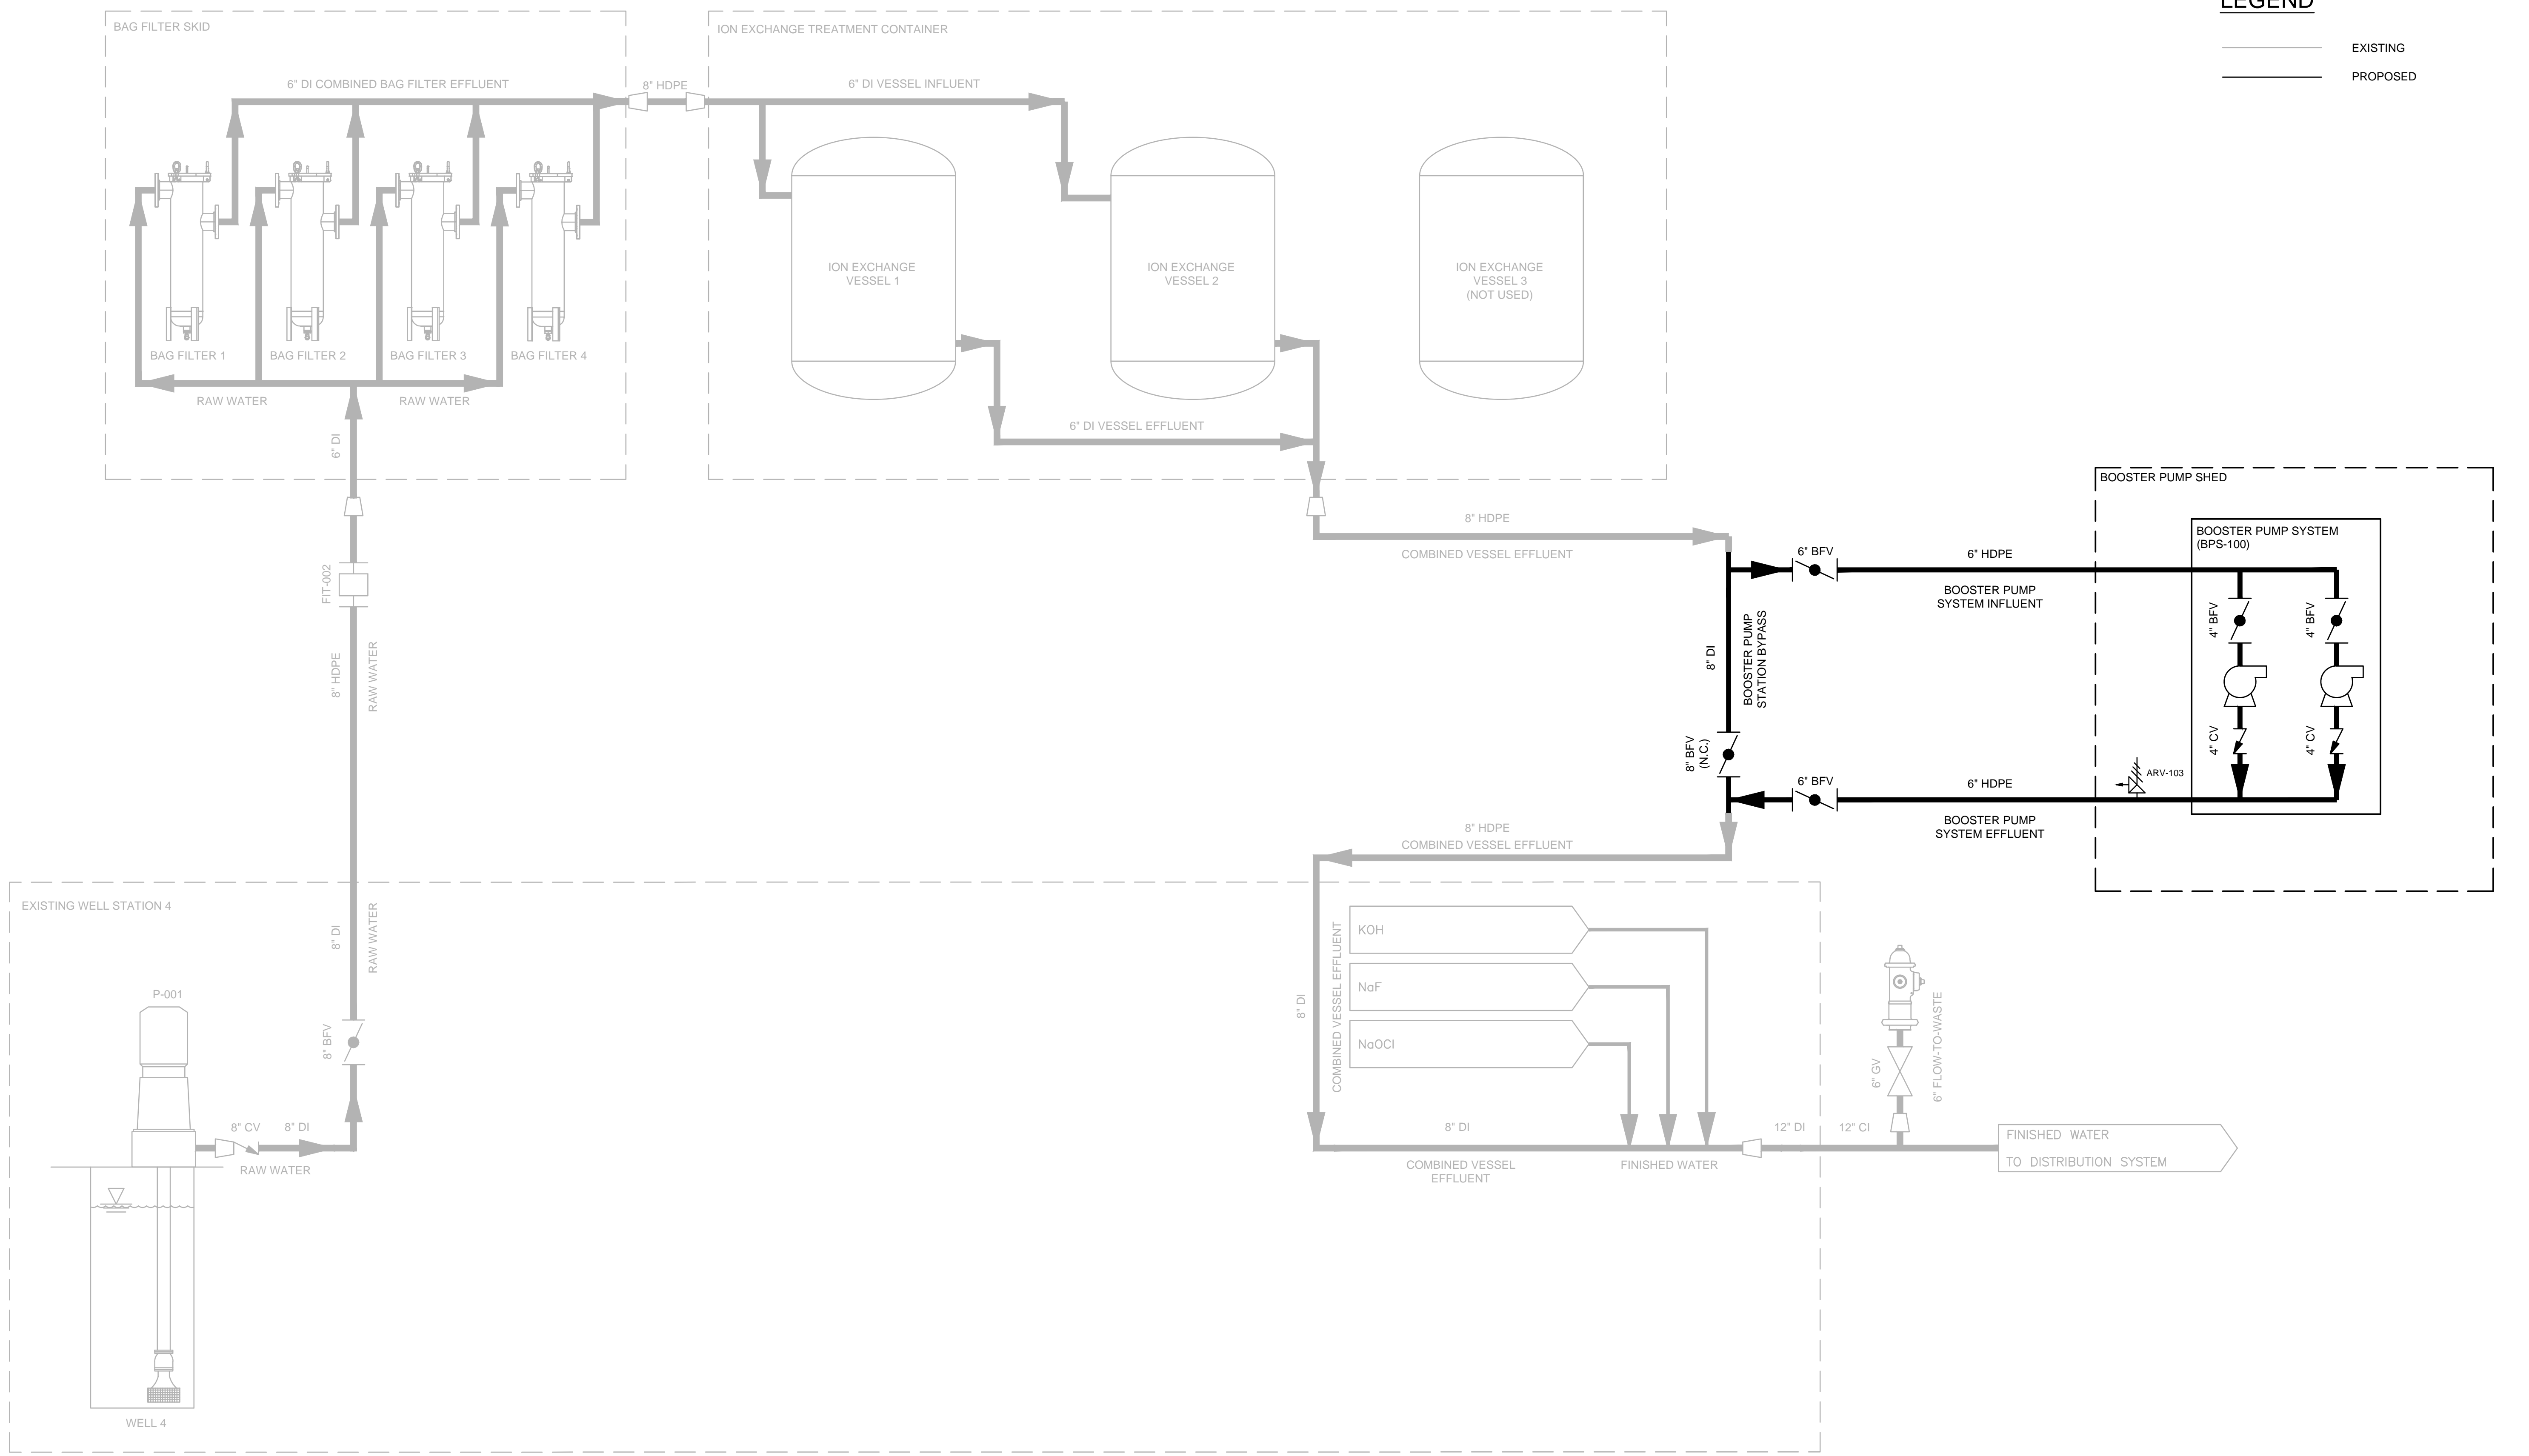 LEGEND
EXISTING
PROPOSED
BAG FILTER SKID
6" DI COMBINED BAG FILTER EFFLUENT
8" HDPE
BAG FILTER 1
BAG FILTER 2
BAG FILTER 3
BAG FILTER 4
RAW WATER
RAW WATER
6" DI
ION EXCHANGE TREATMENT CONTAINER
6" DI VESSEL INFLUENT
ION EXCHANGE
VESSEL 1
ION EXCHANGE
VESSEL 2
ION EXCHANGE
VESSEL 3
(NOT USED)
6" DI VESSEL EFFLUENT
8" HDPE
COMBINED VESSEL EFFLUENT
FIT-002
8" HDPE
RAW WATER
6" BFV
6" HDPE
BOOSTER PUMP
SYSTEM INFLUENT
8" DI
BOOSTER PUMP
STATION BYPASS
8" BFV
(N.C.)
6" BFV
6" HDPE
BOOSTER PUMP
SYSTEM EFFLUENT
BOOSTER PUMP SHED
BOOSTER PUMP SYSTEM
(BPS-100)
4" BFV
4" BFV
4" CV
4" CV
ARV-103
8" HDPE
COMBINED VESSEL EFFLUENT
EXISTING WELL STATION 4
8" DI
RAW WATER
P-001
8" BFV
8" CV
8" DI
RAW WATER
WELL 4
8" DI
COMBINED VESSEL EFFLUENT
KOH
NaF
NaOCl
8" DI
COMBINED VESSEL
EFFLUENT
FINISHED WATER
12" DI
12" CI
6" GV
6" FLOW-TO-WASTE
FINISHED WATER
TO DISTRIBUTION SYSTEM